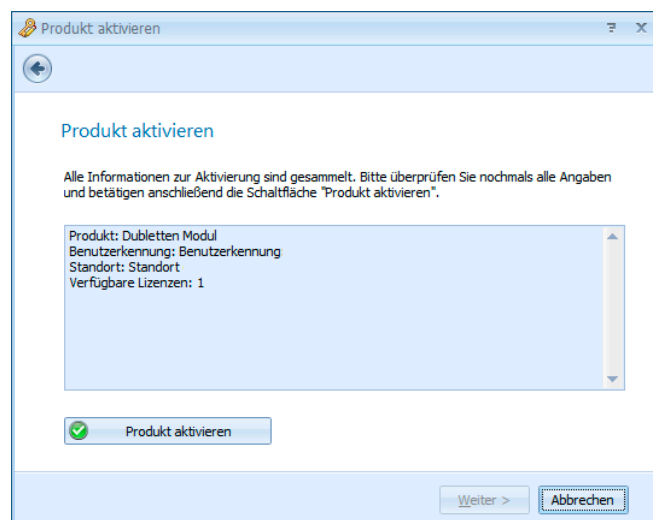 Produkt aktivieren
Produkt aktivieren
Alle Informationen zur Aktivierung sind gesammelt. Bitte überprüfen Sie nochmals alle Angaben
und betätigen anschließend die Schaltfläche "Produkt aktivieren".
Produkt: Dubletten Modul
Benutzerkennung: Benutzerkennung
Standort: Standort
Verfügbare Lizenzen: 1
Produkt aktivieren
Weiter > Abbrechen